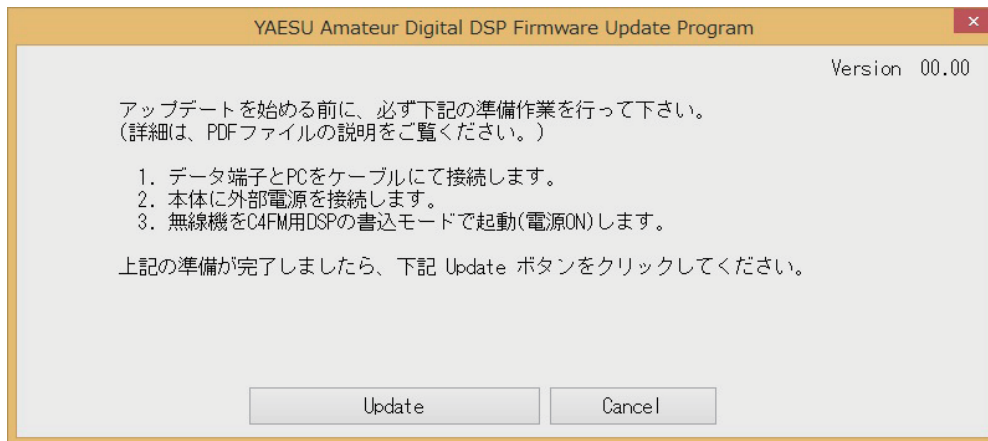 YAESU Amateur Digital DSP Firmware Update Program
Version 00.00
アップデートを始める前に、必ず下記の準備作業を行って下さい。
(詳細は、PDFファイルの説明をご覧ください。)
1. データ端子とPCをケーブルにて接続します。
2. 本体に外部電源を接続します。
3. 無線機をC4FM用DSPの書込モードで起動(電源ON)します。
上記の準備が完了しましたら、下記 Update ボタンをクリックしてください。
Update
Cancel